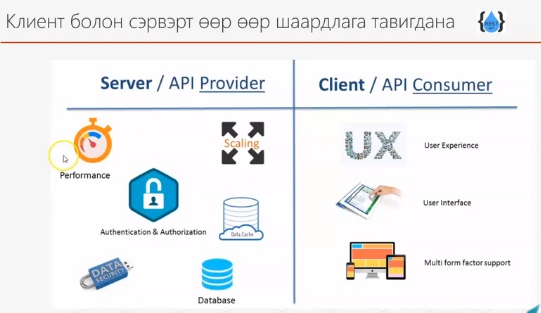 Клиент болон сэрвэрт өөр өөр шаардлага тавигдана
REST
Server / API Provider
Client / API Consumer
Performance
Scaling
UX
User Experience
Authentication & Authorization
Data Cache
User Interface
DATA SECURITY
Database
Multi form factor support